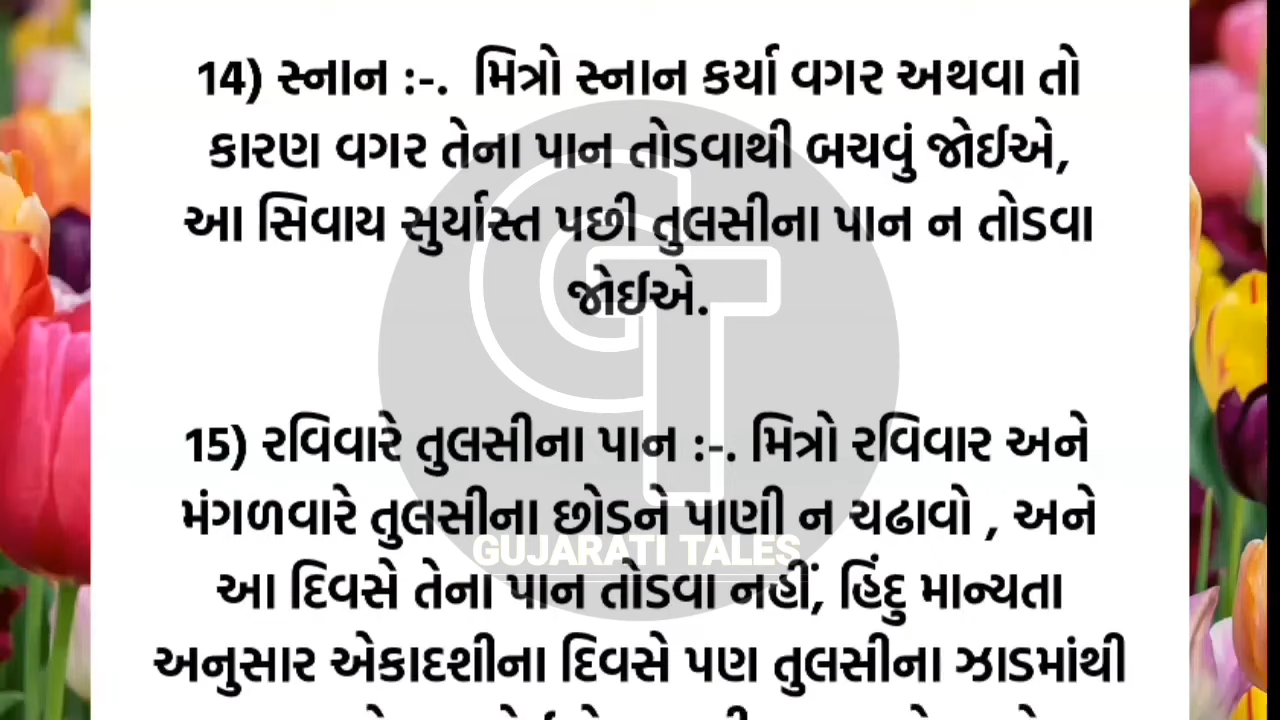 14) સ્નાન :-. મિત્રો સ્નાન કર્યા વગર અથવા તો
કારણ વગર તેના પાન તોડવાથી બચવું જોઈએ,
આ સિવાય સુર્યાસ્ત પછી તુલસીના પાન ન તોડવા
જોઈએ.
15) રવિવારે તુલસીના પાન :-. મિત્રો રવિવાર અને
મંગળવારે તુલસીના છોડને પાણી ન ચઢાવો , અને
GUJARATI TALES
આ દિવસે તેના પાન તોડવા નહીં, હિંદુ માન્યતા
અનુસાર એકાદશીના દિવસે પણ તુલસીના ઝાડમાંથી